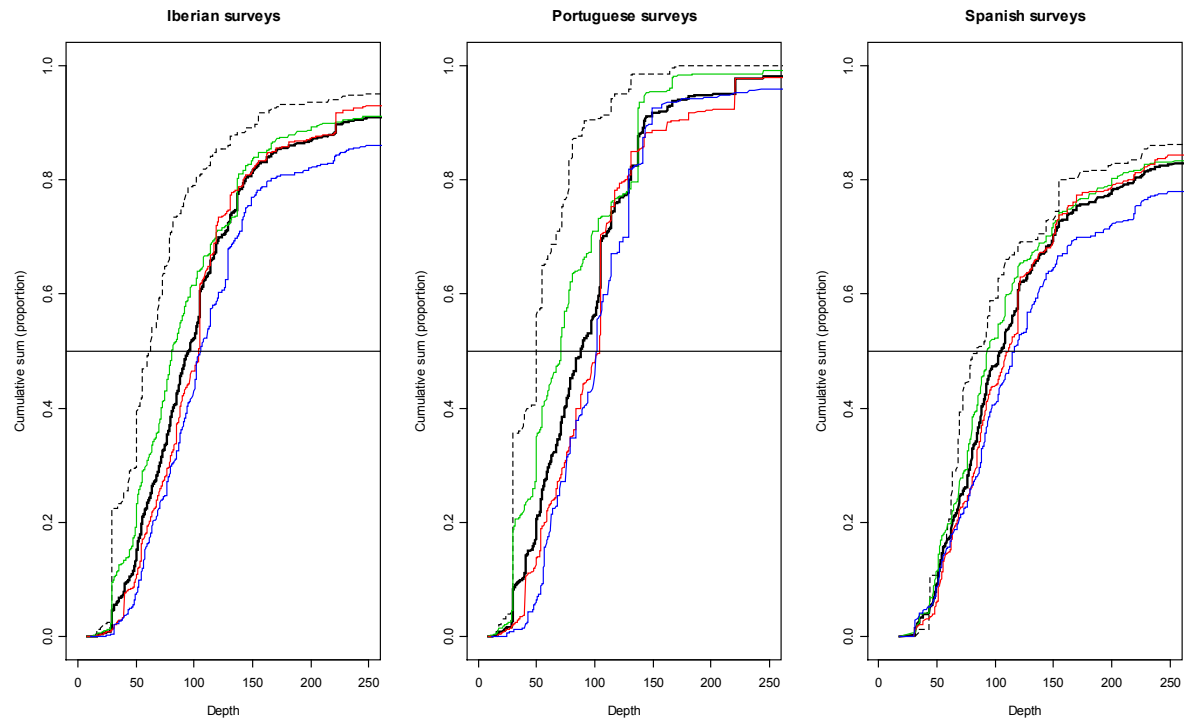 Iberian surveys
Cumulative sum (proportion)
1.0
0.8
0.6
0.4
0.2
0.0
0 50 100 150 200 250
Depth
Portuguese surveys
Cumulative sum (proportion)
1.0
0.8
0.6
0.4
0.2
0.0
0 50 100 150 200 250
Depth
Spanish surveys
Cumulative sum (proportion)
1.0
0.8
0.6
0.4
0.2
0.0
0 50 100 150 200 250
Depth